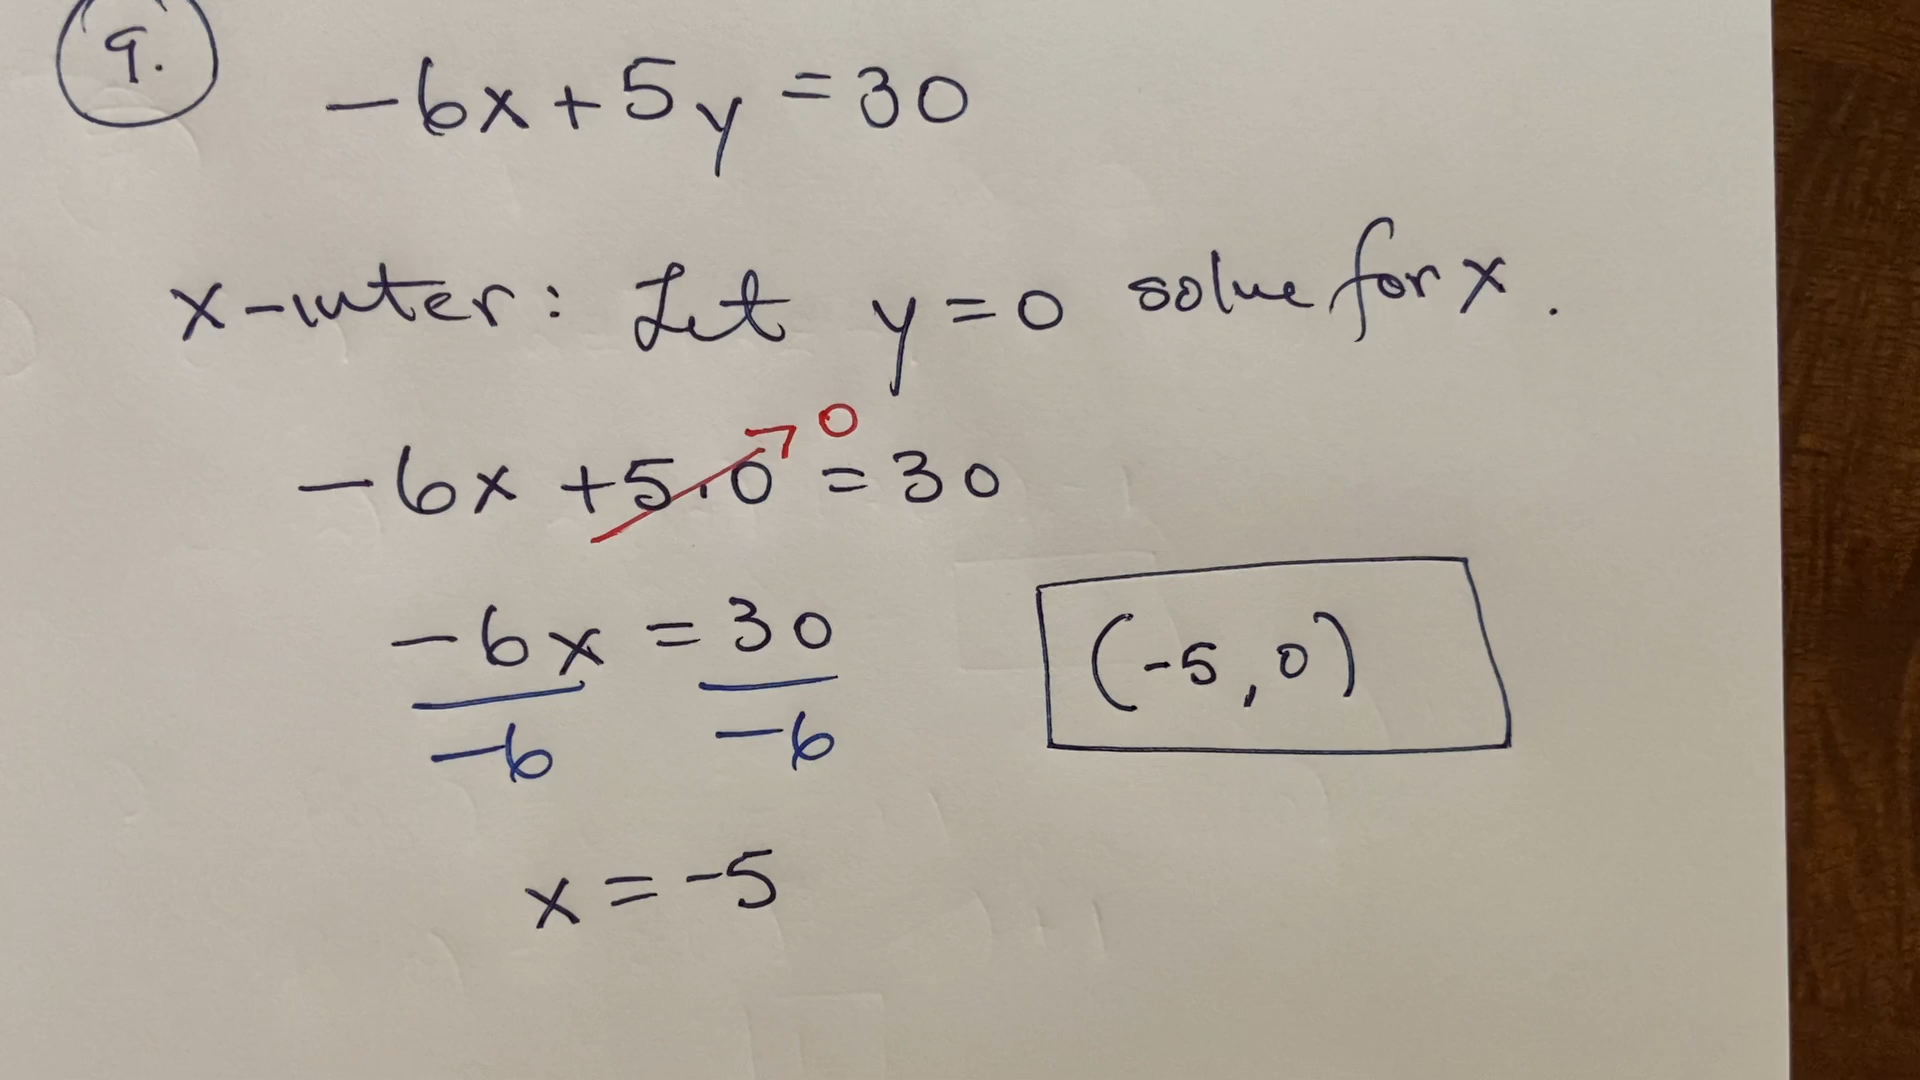 9.
-6x+5y=30
x-inter: Let y=0 solve for x.
0
-6x +5.0 =30
-6x =30
-6 -6
(-5,0)
x=-5